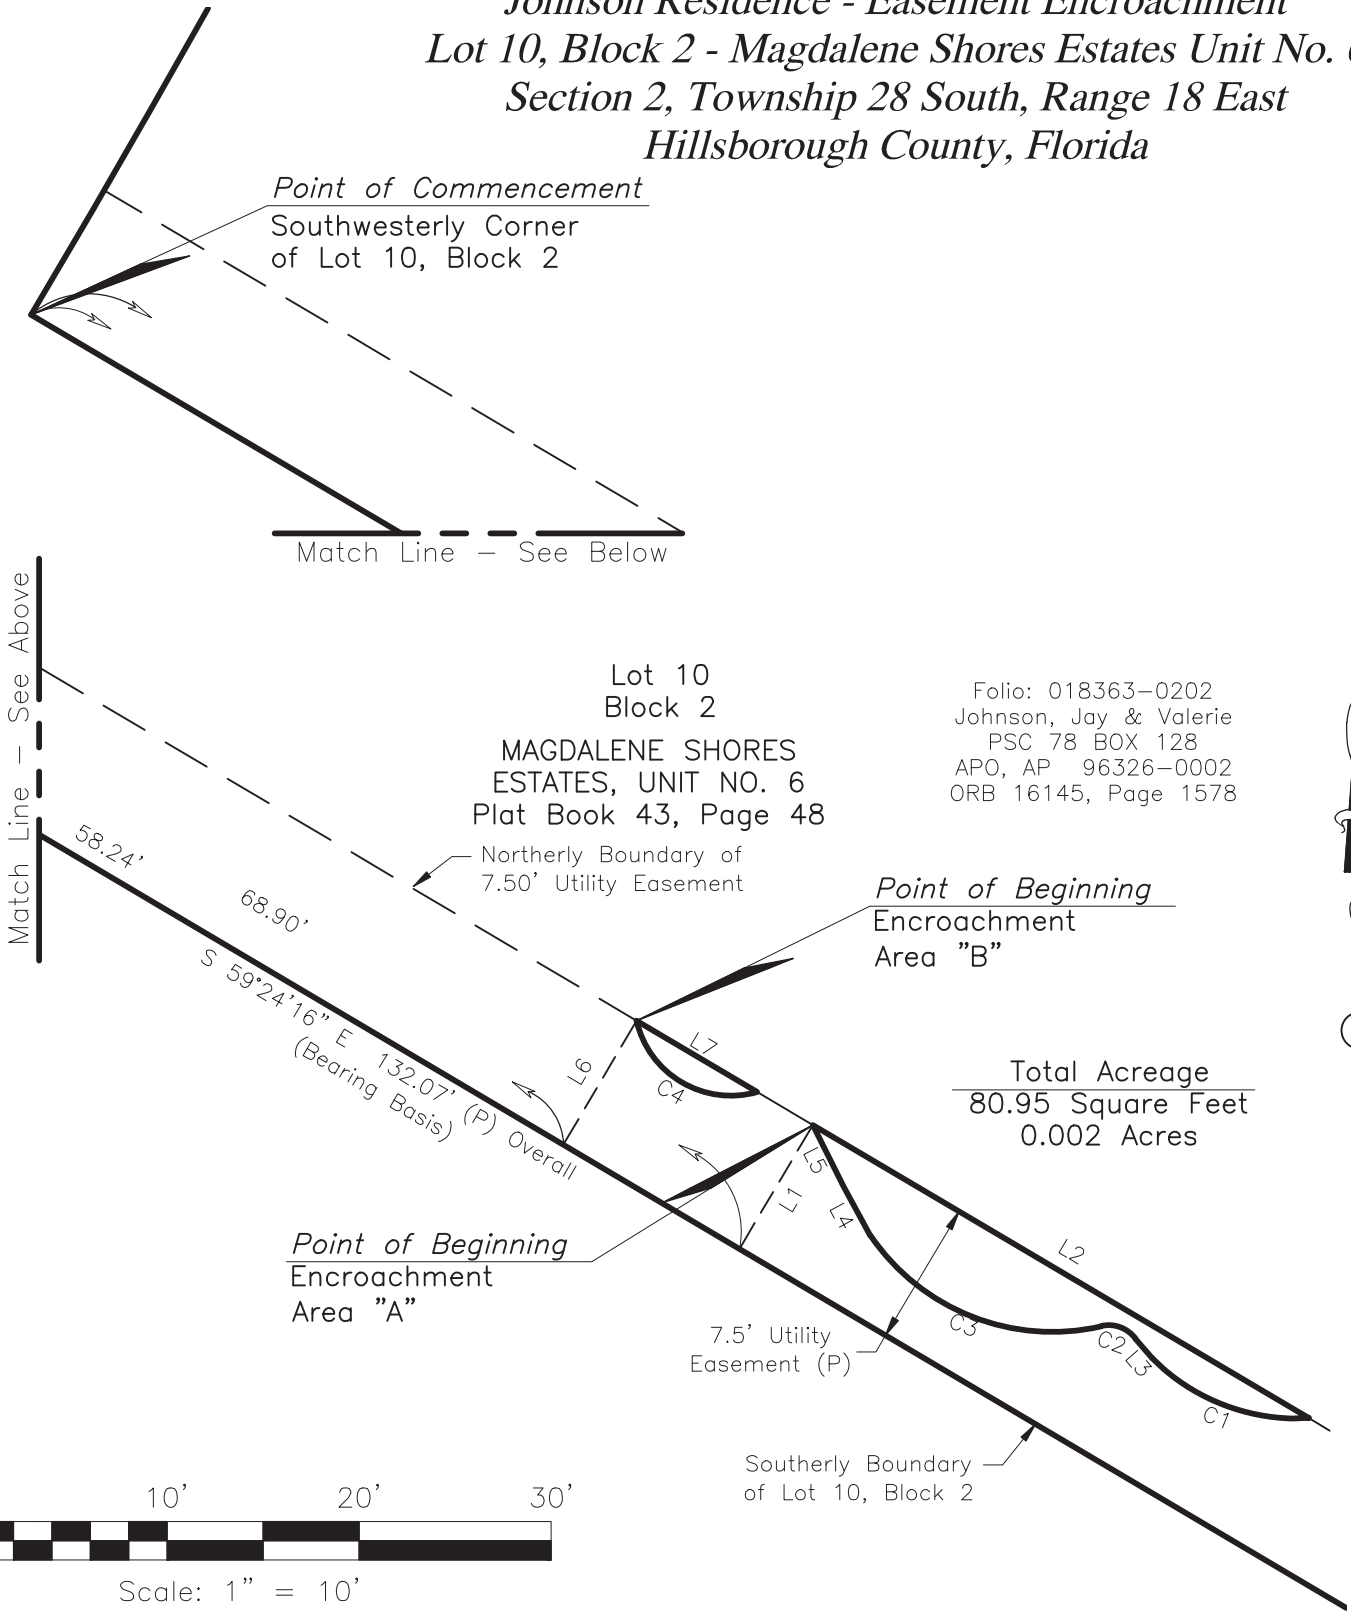 Johnson Residence - Easement Encroachment
Lot 10, Block 2 - Magdalene Shores Estates Unit No.
Section 2, Township 28 South, Range 18 East
Hillsborough County, Florida
Point of Commencement
Southwesterly Corner
of Lot 10, Block 2
Match Line - See Below
Match Line - See Above
Lot 10
Block 2
MAGDALENE SHORES
ESTATES, UNIT NO. 6
Plat Book 43, Page 48
Folio: 018363-0202
Johnson, Jay & Valerie
PSC 78 BOX 128
APO, AP 96326-0002
ORB 16145, Page 1578
Northerly Boundary of
7.50' Utility Easement
58.24'
68.90'
S 59°24'16" E 132.07' (P) Overall
(Bearing Basis)
Point of Beginning
Encroachment
Area "B"
L6
L7
C4
Total Acreage
80.95 Square Feet
0.002 Acres
L5
L1
L4
L2
Point of Beginning
Encroachment
Area "A"
C3
C2
L3
C1
7.5' Utility
Easement (P)
Southerly Boundary
of Lot 10, Block 2
10' 20' 30'
Scale: 1" = 10'